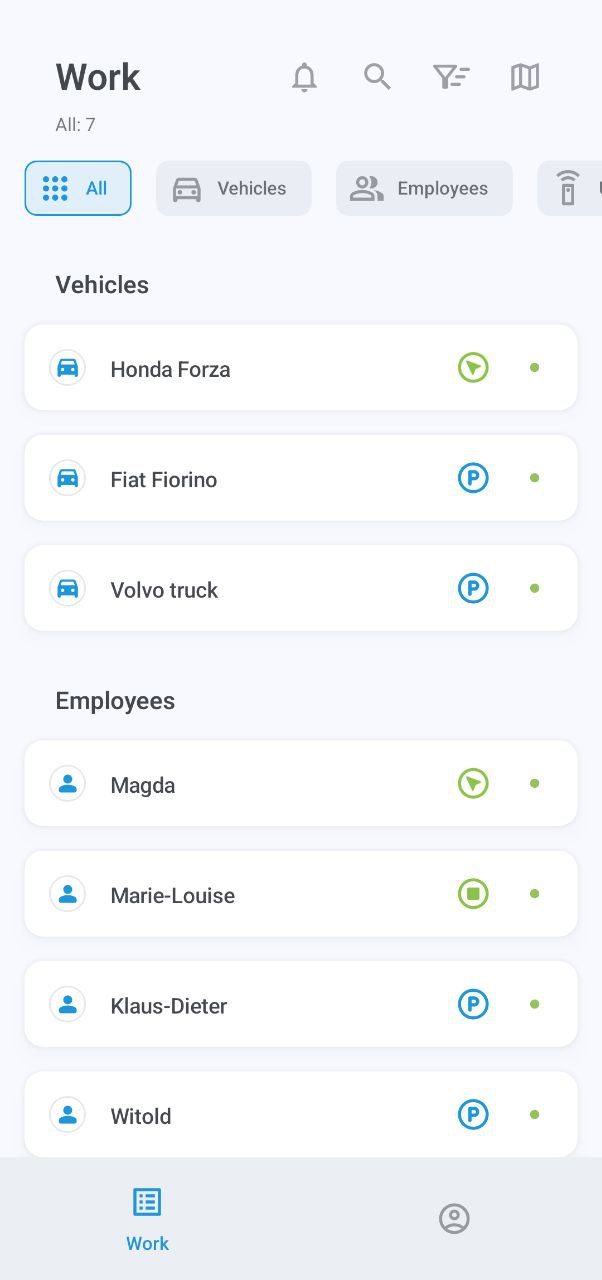 Work
All: 7
All
Vehicles
Employees
Vehicles
Honda Forza
Fiat Fiorino
P
Volvo truck
P
Employees
Magda
Marie-Louise
Klaus-Dieter
P
Witold
P
Work